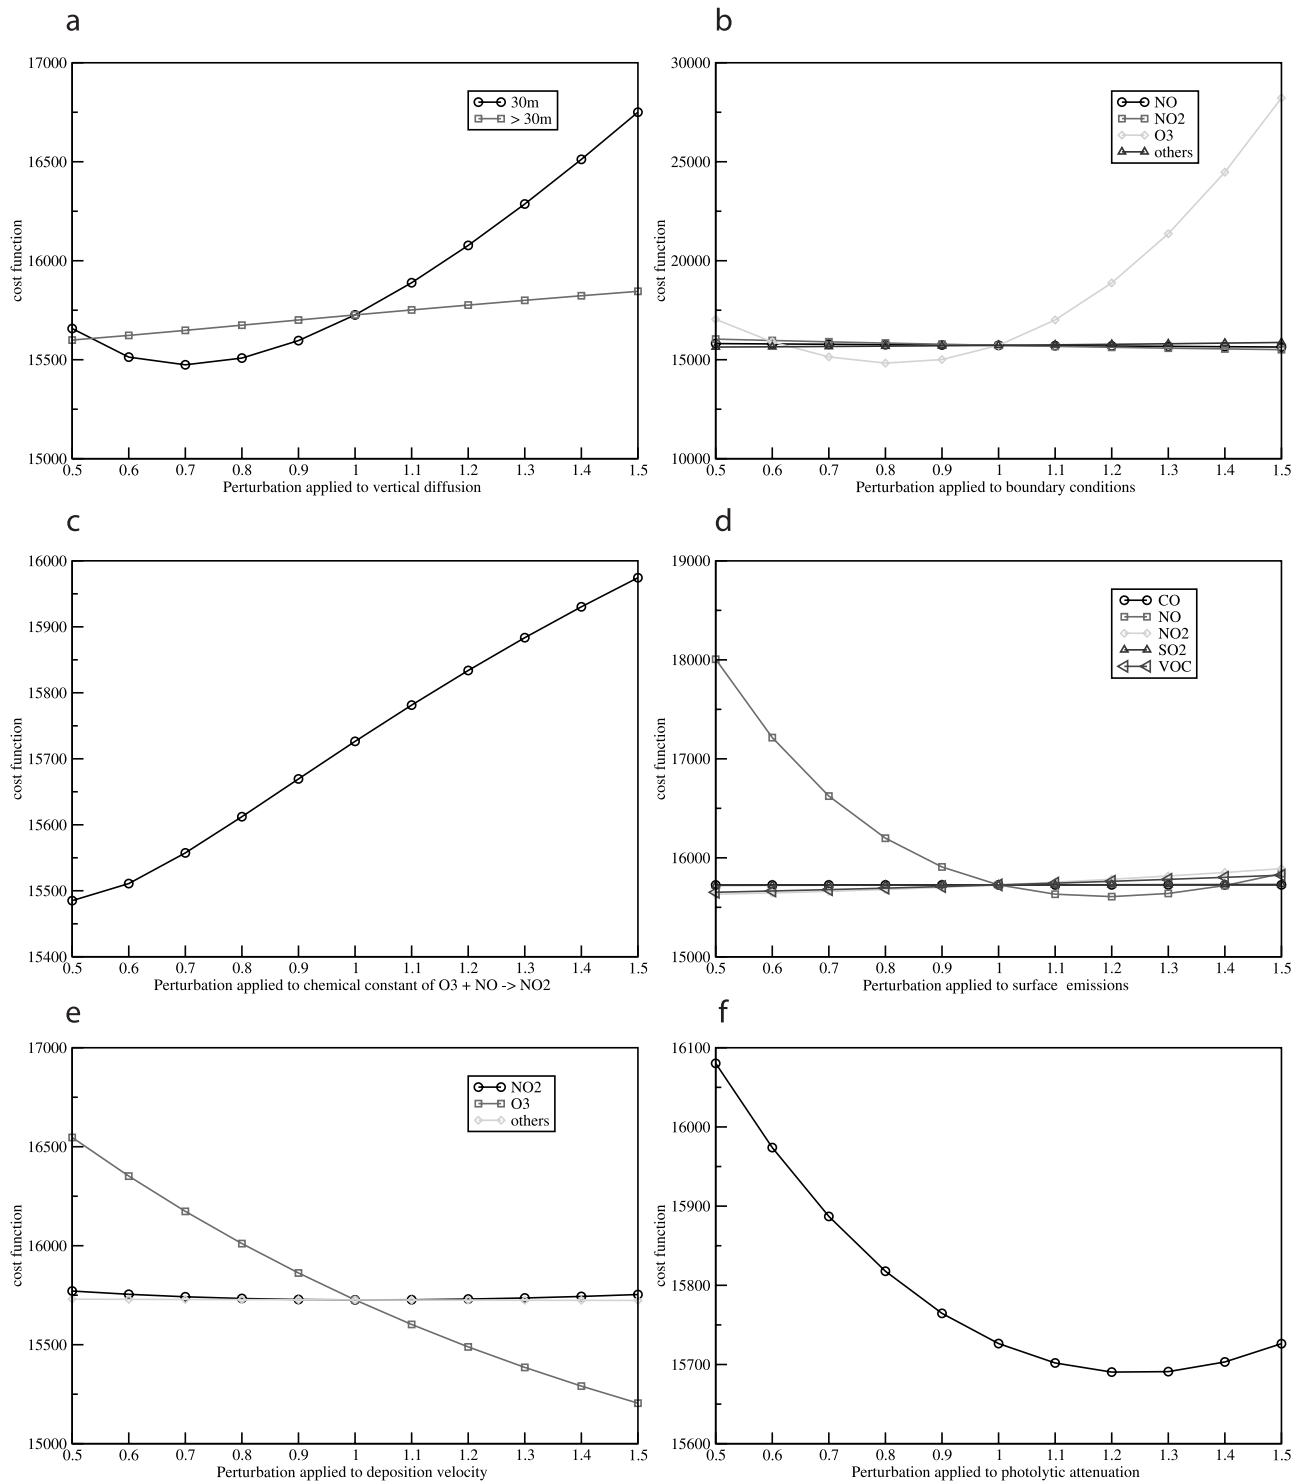 a
17000
16500
16000
15500
15000
cost function
30m
> 30m
0.5 0.6 0.7 0.8 0.9 1 1.1 1.2 1.3 1.4 1.5
Perturbation applied to vertical diffusion
b
30000
25000
20000
15000
10000
cost function
NO
NO2
O3
others
0.5 0.6 0.7 0.8 0.9 1 1.1 1.2 1.3 1.4 1.5
Perturbation applied to boundary conditions
c
16000
15900
15800
15700
15600
15500
15400
cost function
0.5 0.6 0.7 0.8 0.9 1 1.1 1.2 1.3 1.4 1.5
Perturbation applied to chemical constant of O3 + NO -> NO2
d
19000
18000
17000
16000
15000
cost function
CO
NO
NO2
SO2
VOC
0.5 0.6 0.7 0.8 0.9 1 1.1 1.2 1.3 1.4 1.5
Perturbation applied to surface emissions
e
17000
16500
16000
15500
15000
cost function
NO2
O3
others
0.5 0.6 0.7 0.8 0.9 1 1.1 1.2 1.3 1.4 1.5
Perturbation applied to deposition velocity
f
16100
16000
15900
15800
15700
15600
cost function
0.5 0.6 0.7 0.8 0.9 1 1.1 1.2 1.3 1.4 1.5
Perturbation applied to photolytic attenuation